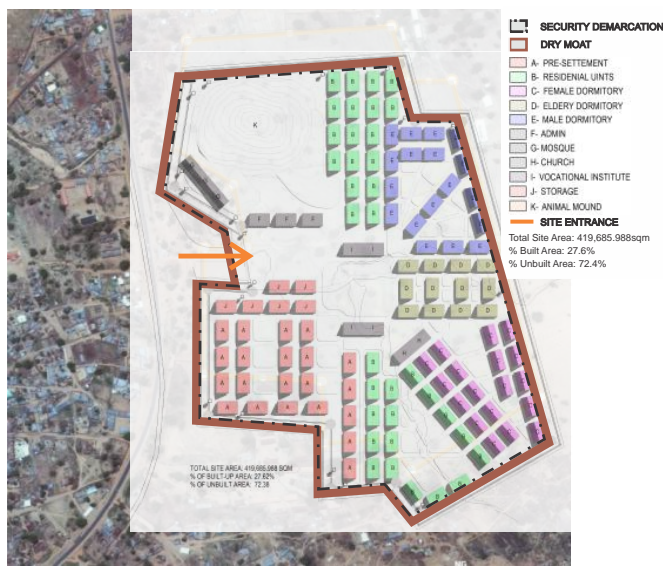 SECURITY DEMARCATION
DRY MOAT
A- PRE-SETTEMENT
B- RESIDENIAL UINTS
C- FEMALE DORMITORY
D- ELDERY DORMITORY
E- MALE DORMITORY
F- ADMIN
G- MOSQUE
H- CHURCH
I- VOCATIONAL INSTITUTE
J- STORAGE
K- ANIMAL MOUND
SITE ENTRANCE
Total Site Area: 419,685.988sqm
% Built Area: 27.6%
% Unbuilt Area: 72.4%
K
TOTAL SITE AREA: 419,685.988 SQM
% OF BUILT-UP AREA: 27.62%
% OF UNBUILT AREA: 72.38